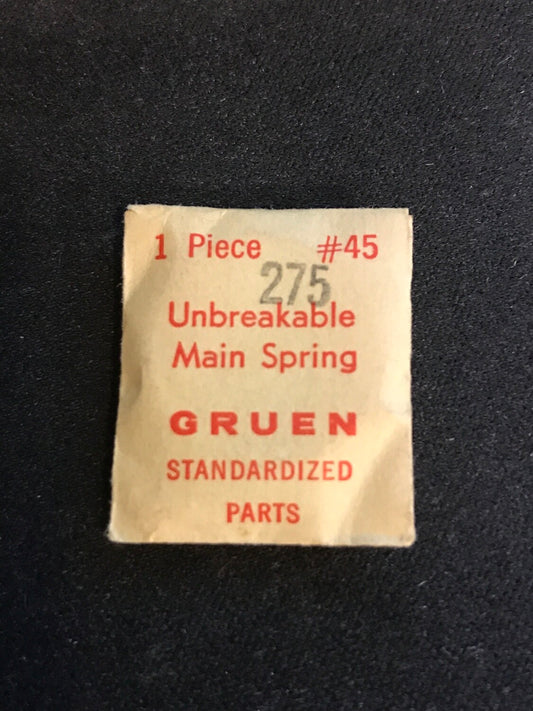 1 Piece #45
275
Unbreakable
Main Spring
GRUEN
STANDARDIZED
PARTS